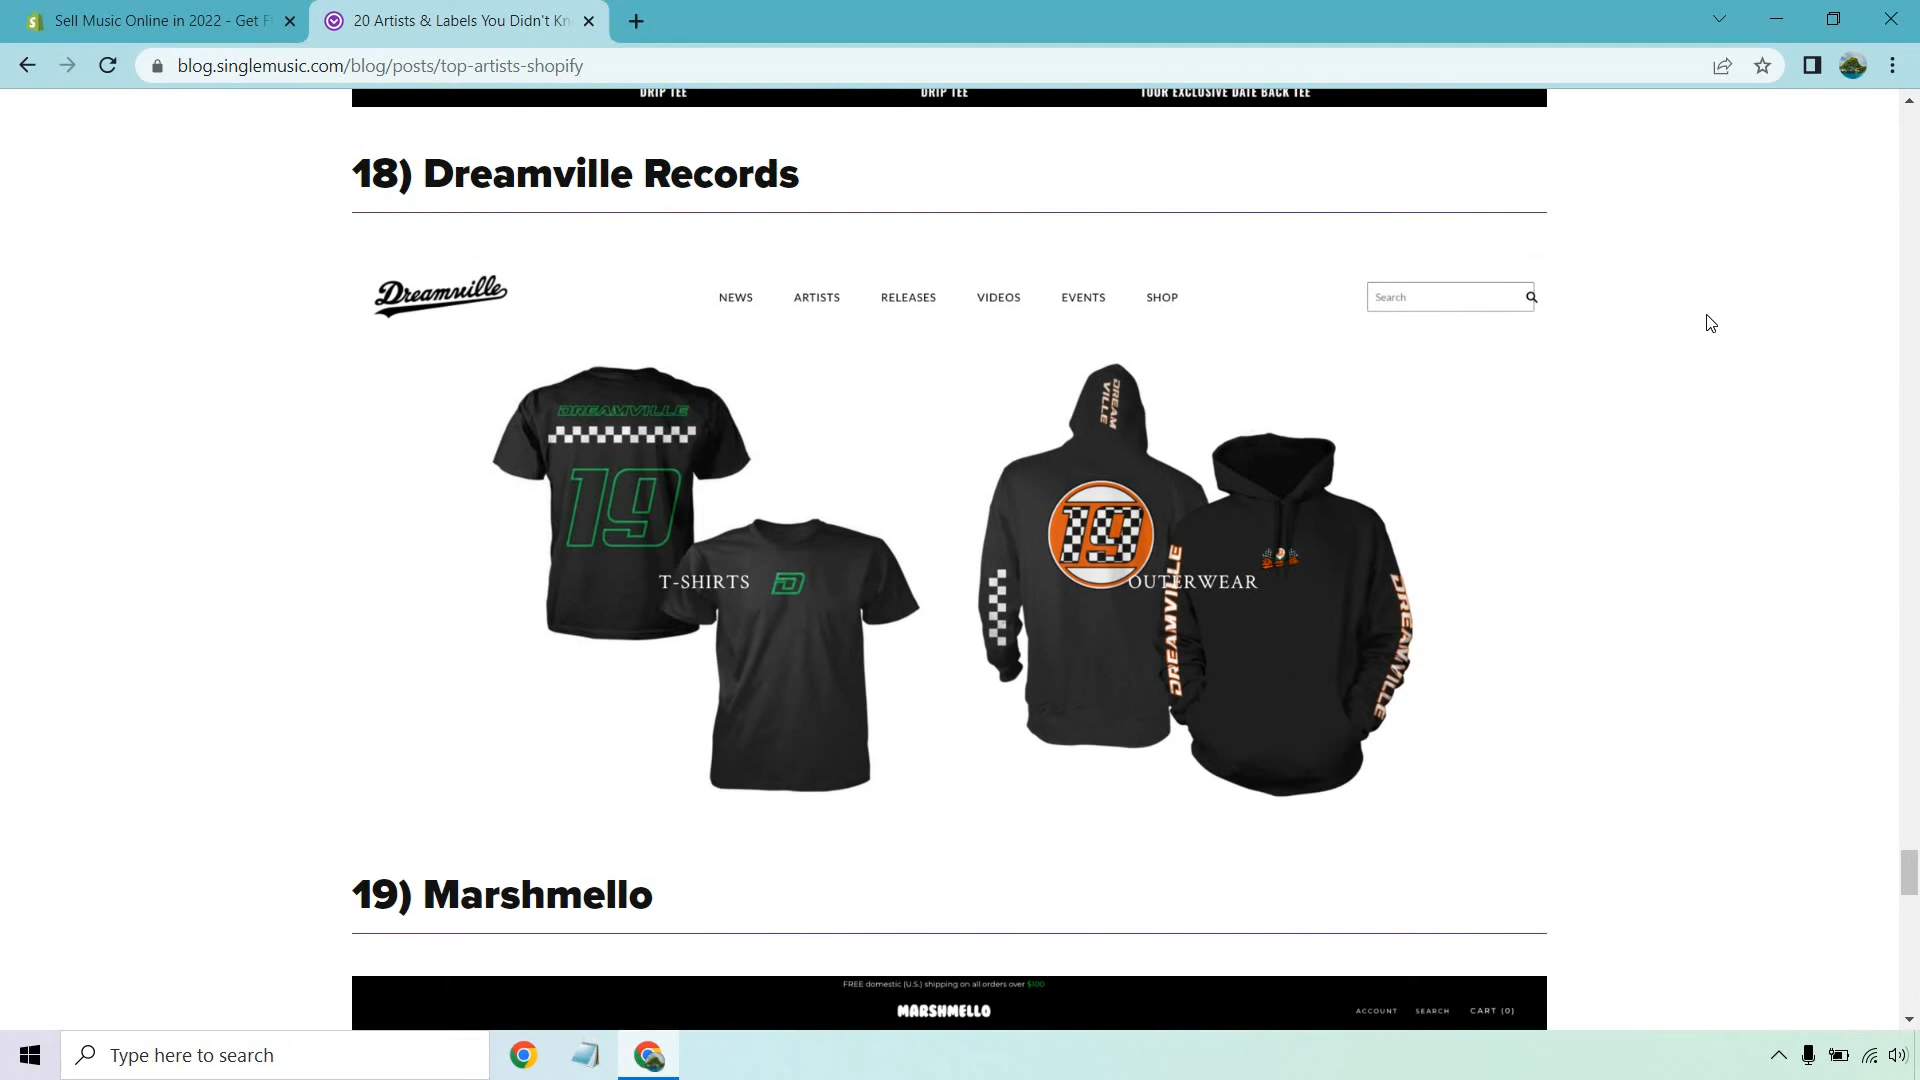 Sell Music Online in 2022 - Get F
20 Artists & Labels You Didn't Kn
blog.singlemusic.com/blog/posts/top-artists-shopify
DRIP TEE
DRIP TEE
TOUR EXCLUSIVE DATE BACK TEE
18) Dreamville Records
Dreamville
NEWS
ARTISTS
RELEASES
VIDEOS
EVENTS
SHOP
Search
DREAMVILLE
19
T-SHIRTS
D
DREAM
VILLE
19
OUTERWEAR
DREAMVILLE
DREAMVILLE
19) Marshmello
FREE domestic (U.S.) shipping on all orders over $100
MARSHMELLO
ACCOUNT
SEARCH
CART (0)
Type here to search